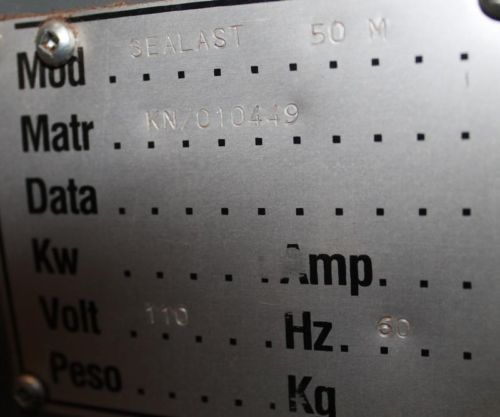 Mod SEALAST 50 M
Matr KN/010449
Data
Kw Amp.
Volt 110 Hz. 60
Peso Kg